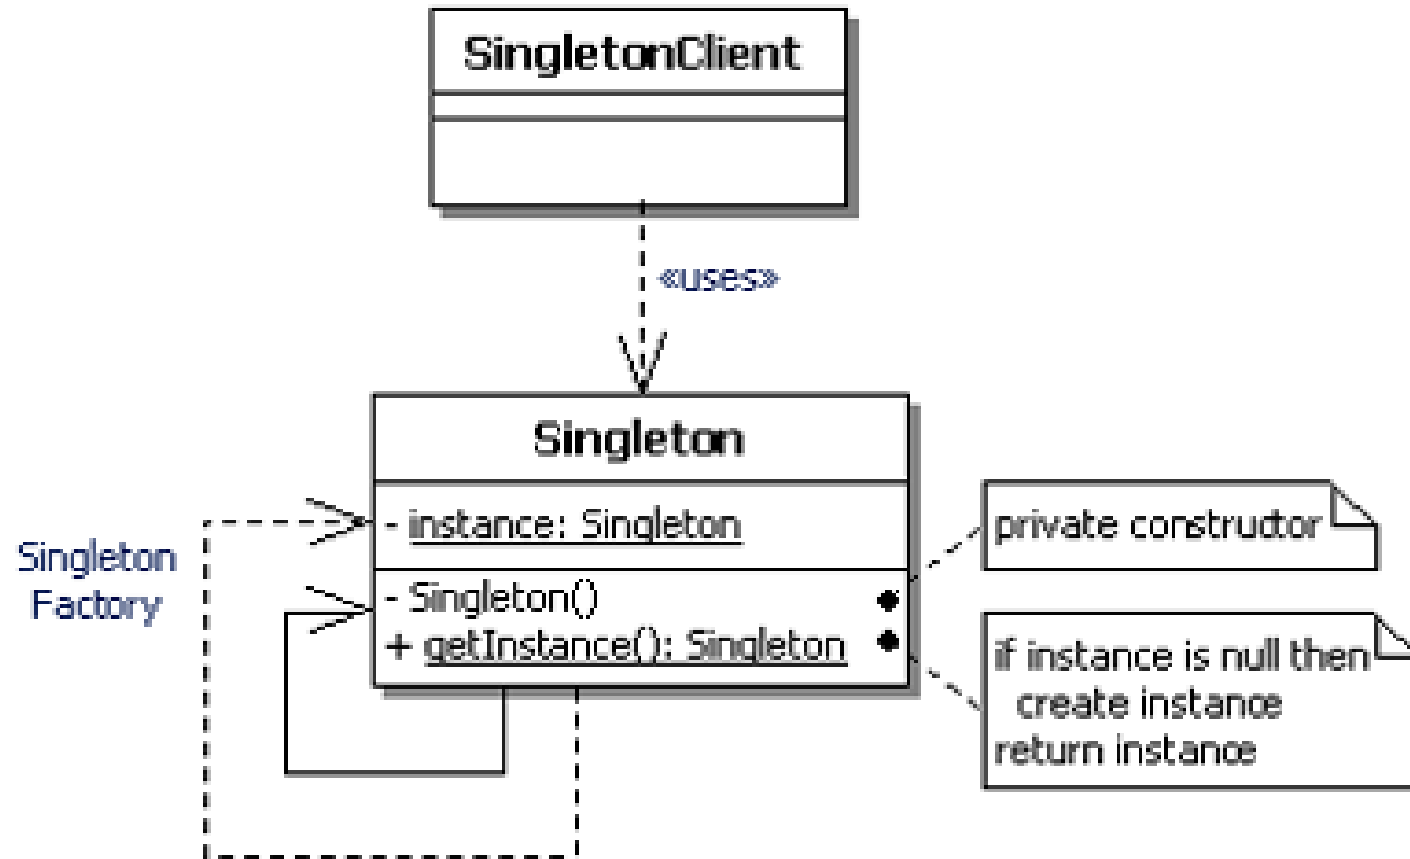 SingletonClient
«uses»
Singleton
- instance: Singleton
- Singleton()
+ getInstance(): Singleton
Singleton
Factory
private constructor
if instance is null then
create instance
return instance